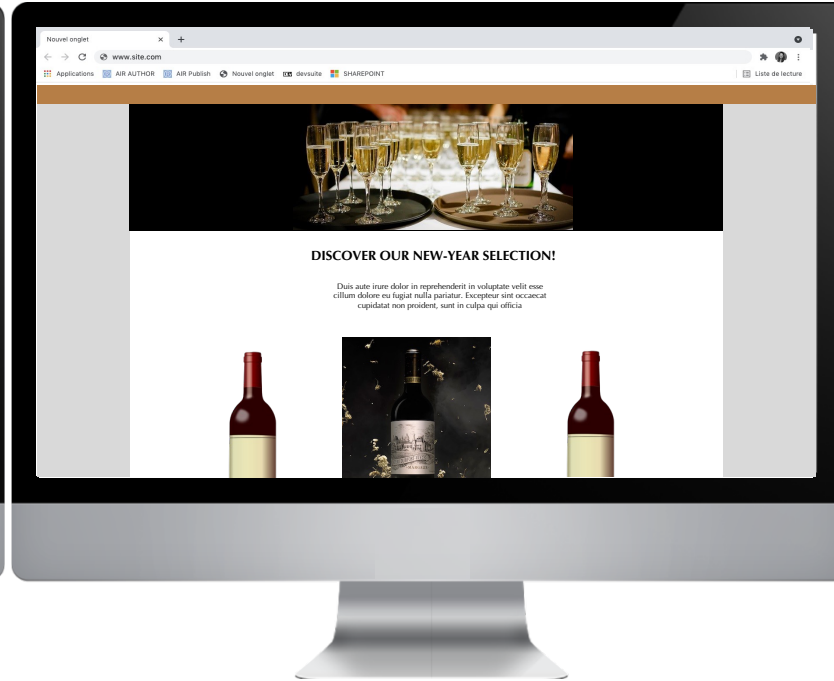 Nouvel onglet
www.site.com
Applications AIR AUTHOR AIR Publish Nouvel onglet devsuite SHAREPOINT Liste de lecture
DISCOVER OUR NEW-YEAR SELECTION!
Duis aute irure dolor in reprehenderit in voluptate velit esse
cillum dolore eu fugiat nulla pariatur. Excepteur sint occaecat
cupidatat non proident, sunt in culpa qui officia